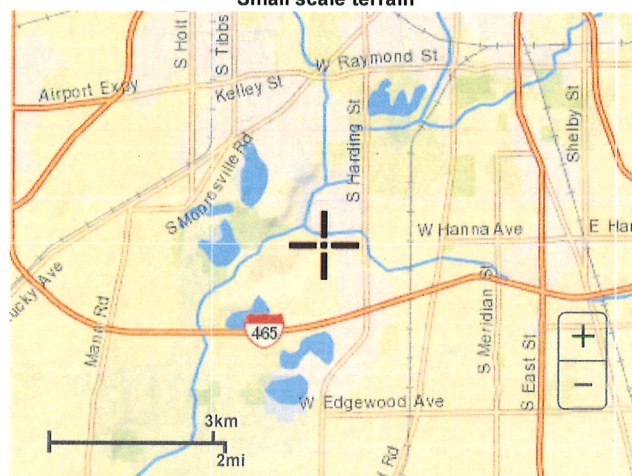 Small scale terrain
S Holt
S Tibbs
W Raymond St
Airport Expy
Kelley St
S Harding St
Shelby St
S Mooresville Rd
W Hanna Ave
E Har
ucky Ave
Mann Rd
465
S Meridian St
S East St
+
−
W Edgewood Ave
3km
2mi
f Rd